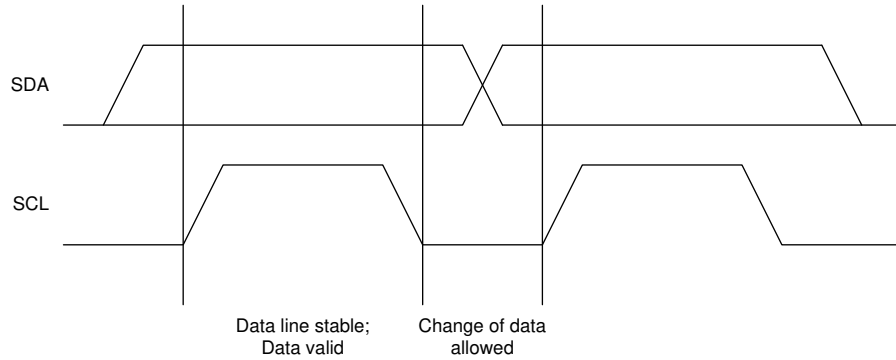 SDA
SCL
Data line stable;
Data valid
Change of data
allowed